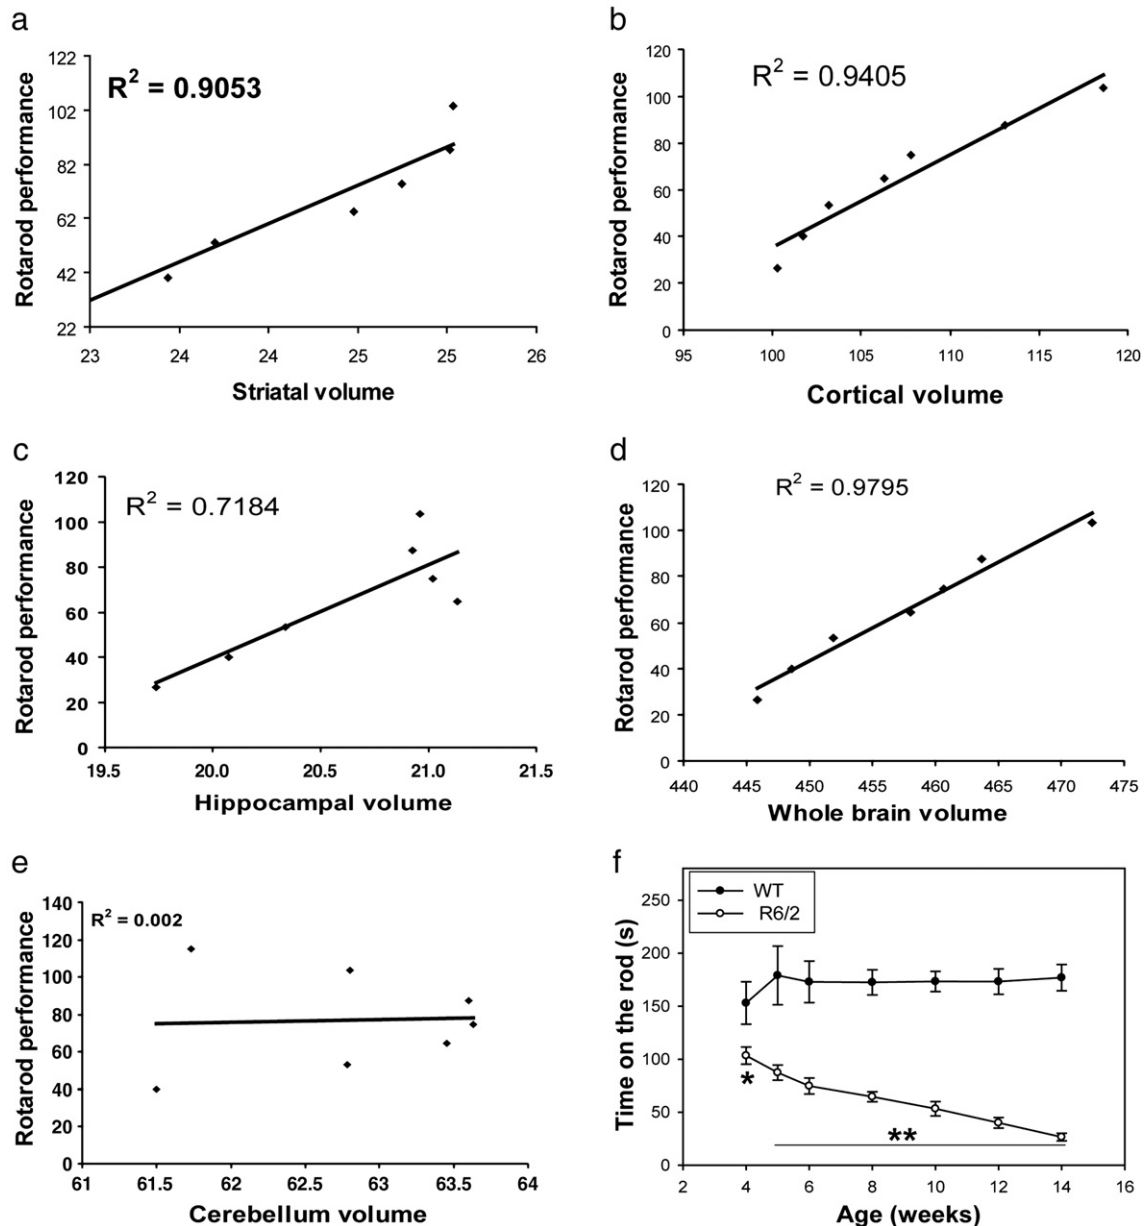 a
R² = 0.9053
Rotarod performance
122
102
82
62
42
22
23 24 24 25 25 26
Striatal volume
b
R² = 0.9405
Rotarod performance
120
100
80
60
40
20
0
95 100 105 110 115 120
Cortical volume
c
R² = 0.7184
Rotarod performance
120
100
80
60
40
20
0
19.5 20.0 20.5 21.0 21.5
Hippocampal volume
d
R² = 0.9795
Rotarod performance
120
100
80
60
40
20
0
440 445 450 455 460 465 470 475
Whole brain volume
e
R² = 0.002
Rotarod performance
140
120
100
80
60
40
20
0
61 61.5 62 62.5 63 63.5 64
Cerebellum volume
f
WT
R6/2
Time on the rod (s)
250
200
150
100
50
0
*
**
2 4 6 8 10 12 14 16
Age (weeks)